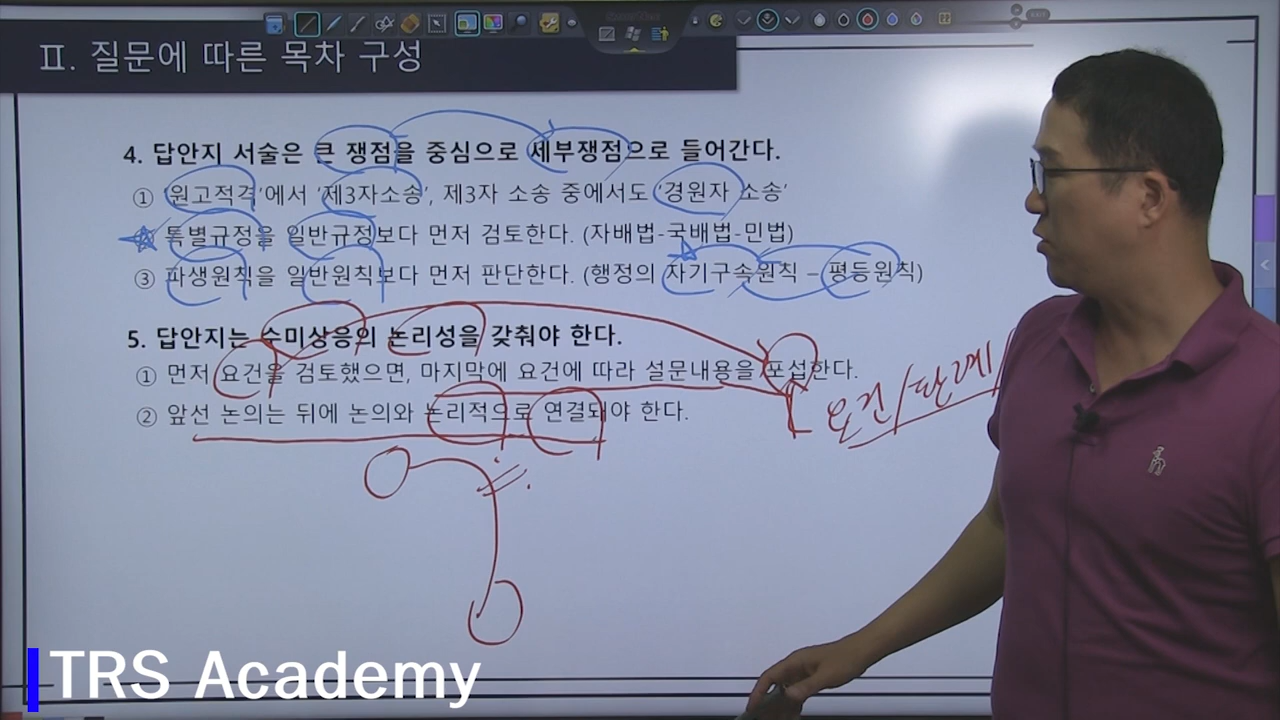 Ⅱ. 질문에 따른 목차 구성
4. 답안지 서술은 큰 쟁점을 중심으로 세부쟁점으로 들어간다.
① '원고적격'에서 '제3자소송', 제3자 소송 중에서도 '경원자 소송'
특별규정을 일반규정보다 먼저 검토한다. (자배법-국배법-민법)
③ 파생원칙을 일반원칙보다 먼저 판단한다. (행정의 자기구속원칙 – 평등원칙)
5. 답안지는 수미상응의 논리성을 갖춰야 한다.
① 먼저 요건을 검토했으면, 마지막에 요건에 따라 설문내용을 포섭한다.
② 앞선 논의는 뒤에 논의와 논리적으로 연결돼야 한다.
요건/판례
TRS Academy